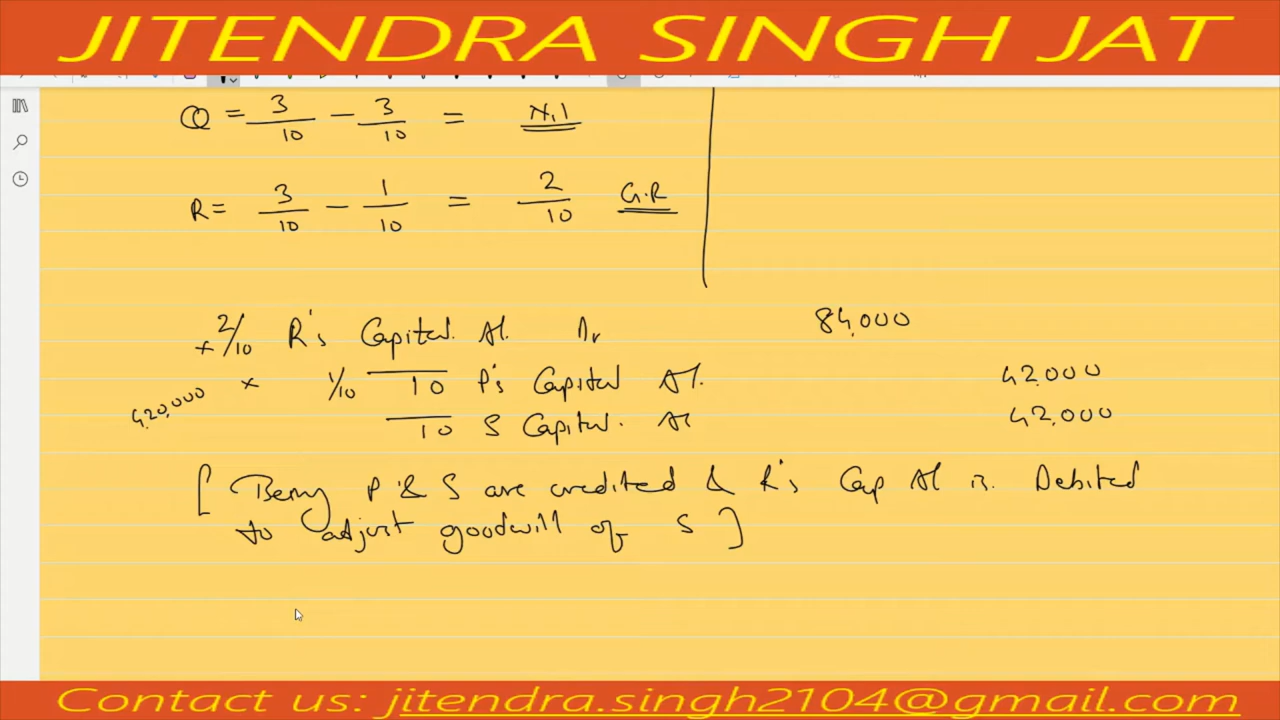 JITENDRA SINGH JAT
Q = 3/10 - 3/10 = Nil
R = 3/10 - 1/10 = 2/10 G.R
× 2/10 R's Capital A/. Dr 84,000
4,20,000 × 1/10 To P's Capital A/. 42,000
To S Capital. A/c 42,000
[ Being P & S are credited & R's Cap A/ is Debited
to adjust goodwill of S ]
Contact us: jitendra.singh2104@gmail.com